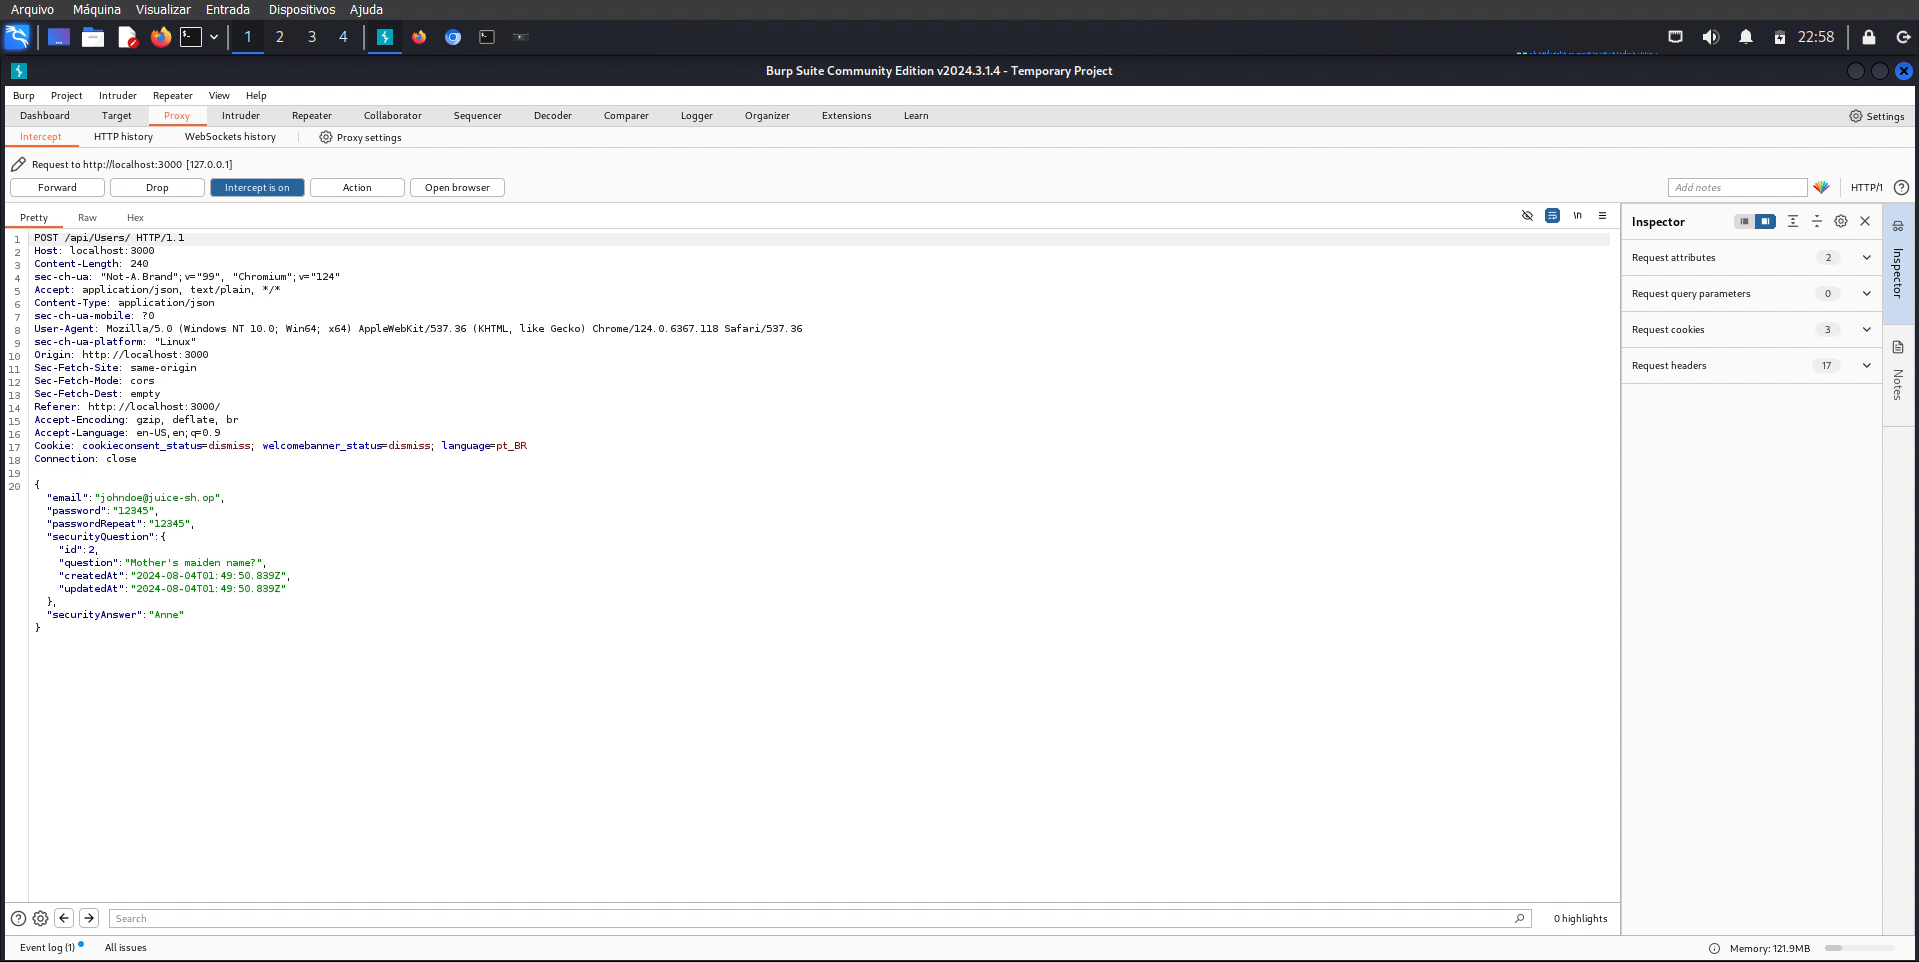 Arquivo Máquina Visualizar Entrada Dispositivos Ajuda
1 2 3 4 22:58
Burp Suite Community Edition v2024.3.1.4 - Temporary Project
Burp Project Intruder Repeater View Help
Dashboard Target Proxy Intruder Repeater Collaborator Sequencer Decoder Comparer Logger Organizer Extensions Learn Settings
Intercept HTTP history WebSockets history Proxy settings
Request to http://localhost:3000 [127.0.0.1]
Forward Drop Intercept is on Action Open browser Add notes HTTP/1
Pretty Raw Hex \n
Inspector
Request attributes 2
Request query parameters 0
Request cookies 3
Request headers 17
Inspector
Notes
1 POST /api/Users/ HTTP/1.1
2 Host: localhost:3000
3 Content-Length: 240
4 sec-ch-ua: "Not-A.Brand";v="99", "Chromium";v="124"
5 Accept: application/json, text/plain, */*
6 Content-Type: application/json
7 sec-ch-ua-mobile: ?0
8 User-Agent: Mozilla/5.0 (Windows NT 10.0; Win64; x64) AppleWebKit/537.36 (KHTML, like Gecko) Chrome/124.0.6367.118 Safari/537.36
9 sec-ch-ua-platform: "Linux"
10 Origin: http://localhost:3000
11 Sec-Fetch-Site: same-origin
12 Sec-Fetch-Mode: cors
13 Sec-Fetch-Dest: empty
14 Referer: http://localhost:3000/
15 Accept-Encoding: gzip, deflate, br
16 Accept-Language: en-US,en;q=0.9
17 Cookie: cookieconsent_status=dismiss; welcomebanner_status=dismiss; language=pt_BR
18 Connection: close
19
20 {
"email":"johndoe@juice-sh.op",
"password":"12345",
"passwordRepeat":"12345",
"securityQuestion":{
"id":2,
"question":"Mother's maiden name?",
"createdAt":"2024-08-04T01:49:50.839Z",
"updatedAt":"2024-08-04T01:49:50.839Z"
},
"securityAnswer":"Anne"
}
Search 0 highlights
Event log (1) All issues Memory: 121.9MB